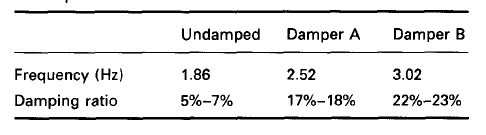 Undamped Damper A Damper B
Frequency (Hz) 1.86 2.52 3.02
Damping ratio 5%–7% 17%–18% 22%–23%